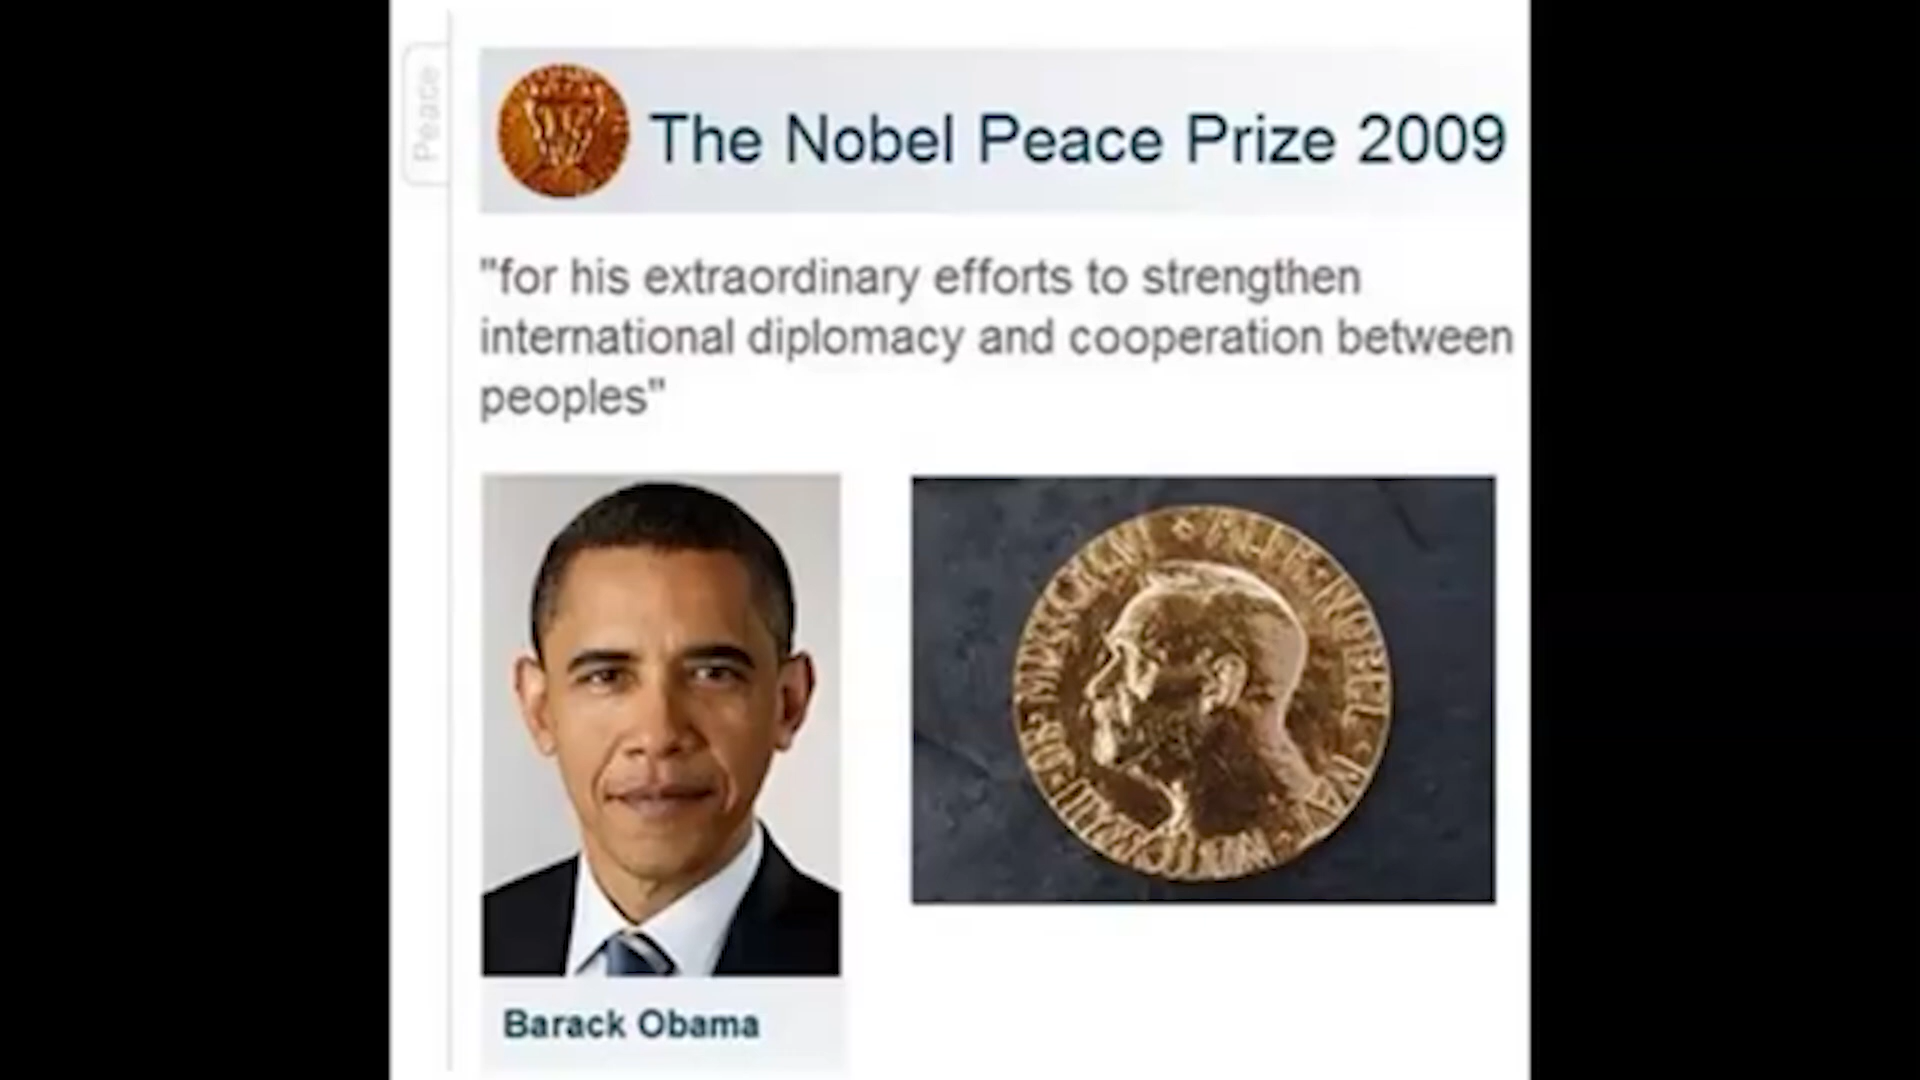 Peace
The Nobel Peace Prize 2009
"for his extraordinary efforts to strengthen
international diplomacy and cooperation between
peoples"
Barack Obama